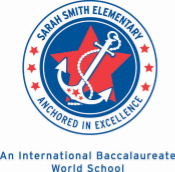 SARAH SMITH ELEMENTARY
ANCHORED IN EXCELLENCE
An International Baccalaureate
World School